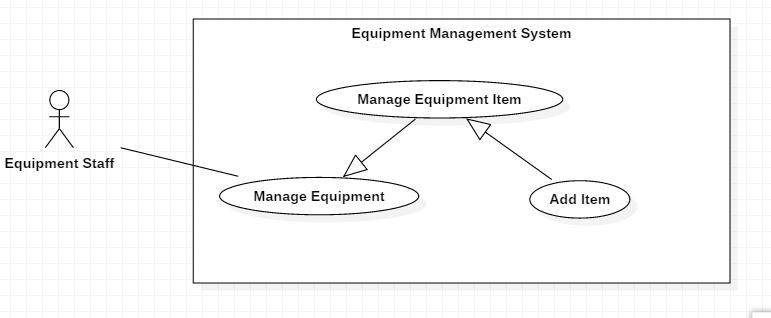 Equipment Management System
Manage Equipment Item
Equipment Staff
Manage Equipment
Add Item